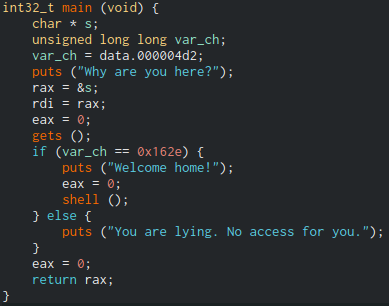 int32_t main (void) {
char * s;
unsigned long long var_ch;
var_ch = data.000004d2;
puts ("Why are you here?");
rax = &s;
rdi = rax;
eax = 0;
gets ();
if (var_ch == 0x162e) {
puts ("Welcome home!");
eax = 0;
shell ();
} else {
puts ("You are lying. No access for you.");
}
eax = 0;
return rax;
}